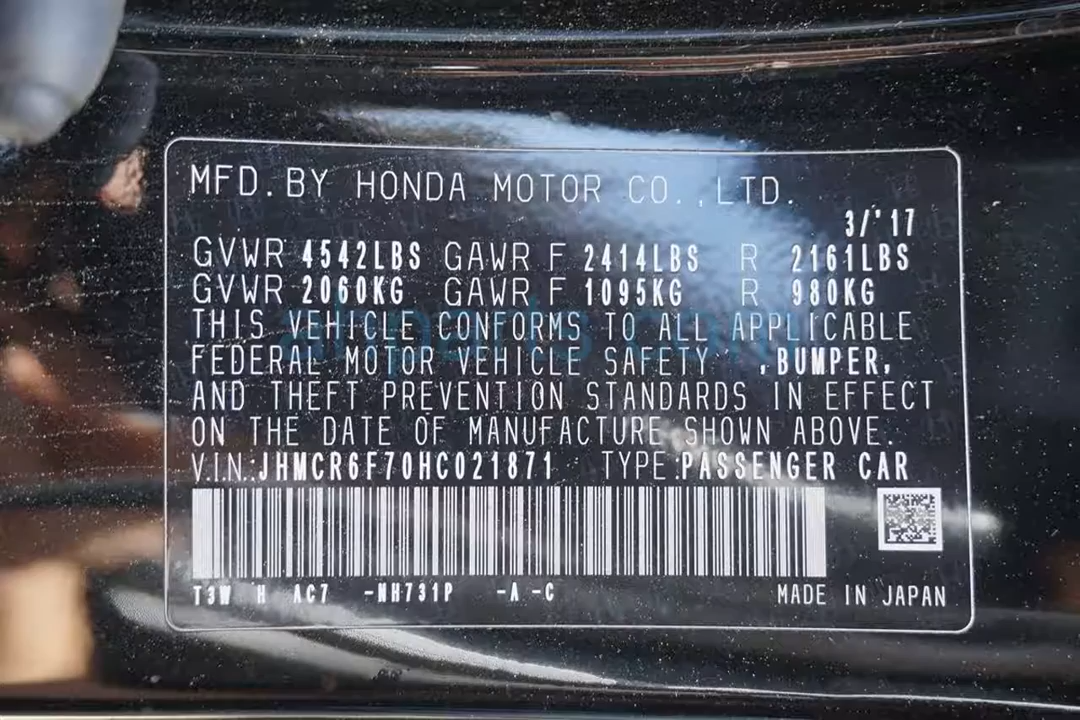 MFD. BY HONDA MOTOR CO., LTD.
3/'17
GVWR 4542LBS GAWR F 2414LBS R 2161LBS
GVWR 2060KG GAWR F 1095KG R 980KG
THIS VEHICLE CONFORMS TO ALL APPLICABLE
FEDERAL MOTOR VEHICLE SAFETY ,BUMPER,
AND THEFT PREVENTION STANDARDS IN EFFECT
ON THE DATE OF MANUFACTURE SHOWN ABOVE.
V.I.N.:JHMCR6F70HC021871 TYPE:PASSENGER CAR
T3W H AC7 -NH731P -A -C
MADE IN JAPAN